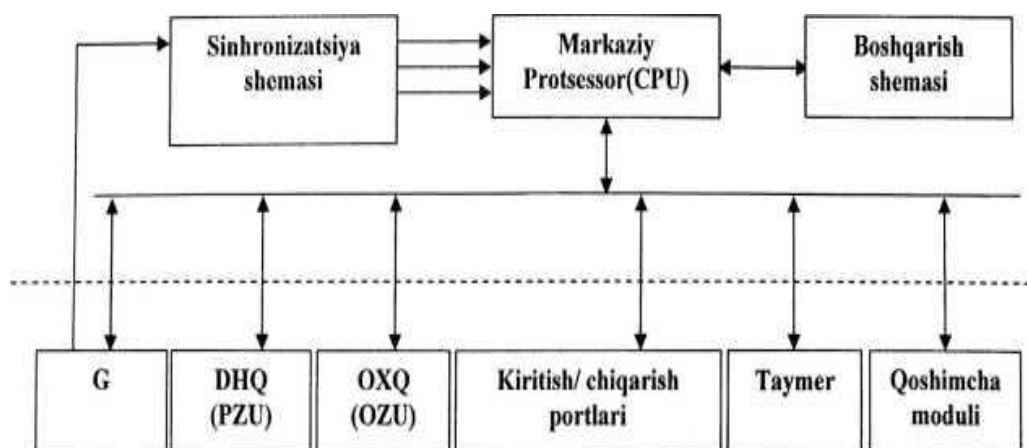 Sinhronizatsiya
shemasi
Markaziy
Protsessor(CPU)
Boshqarish
shemasi
G
DHQ
(PZU)
OXQ
(OZU)
Kiritish/ chiqarish
portlari
Taymer
Qoshimcha
moduli